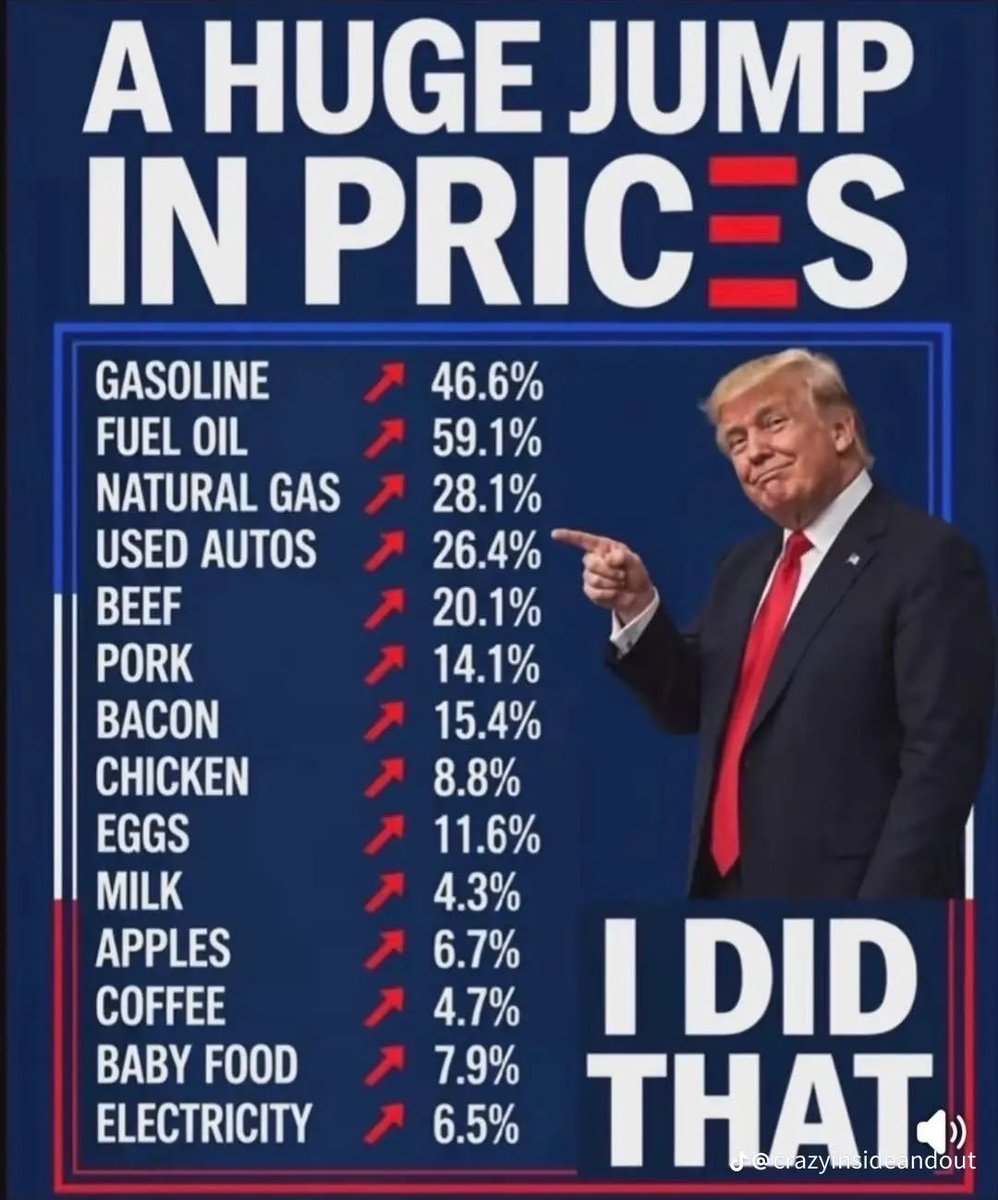 A HUGE JUMP
IN PRICES
GASOLINE 46.6%
FUEL OIL 59.1%
NATURAL GAS 28.1%
USED AUTOS 26.4%
BEEF 20.1%
PORK 14.1%
BACON 15.4%
CHICKEN 8.8%
EGGS 11.6%
MILK 4.3%
APPLES 6.7%
COFFEE 4.7%
BABY FOOD 7.9%
ELECTRICITY 6.5%
I DID
THAT
@crazyinsideandout